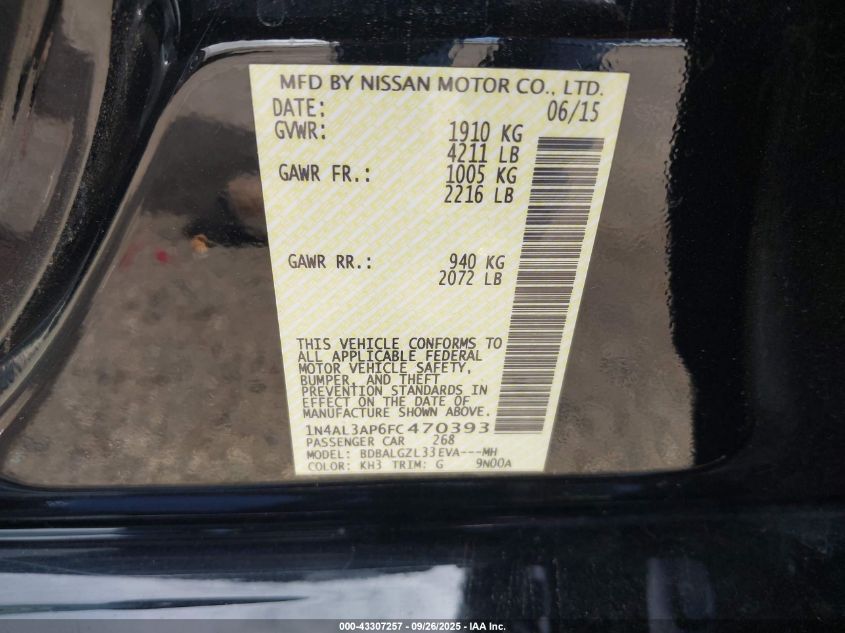 MFD BY NISSAN MOTOR CO., LTD.
DATE: 06/15
GVWR: 1910 KG
4211 LB
GAWR FR.: 1005 KG
2216 LB
GAWR RR.: 940 KG
2072 LB
THIS VEHICLE CONFORMS TO
ALL APPLICABLE FEDERAL
MOTOR VEHICLE SAFETY,
BUMPER, AND THEFT
PREVENTION STANDARDS IN
EFFECT ON THE DATE OF
MANUFACTURE SHOWN ABOVE.
1N4AL3AP6FC470393
PASSENGER CAR 268
MODEL: BDBALGZL33EVA---MH
COLOR: KH3 TRIM: G 9N00A
000-43307257 - 09/26/2025 - IAA Inc.